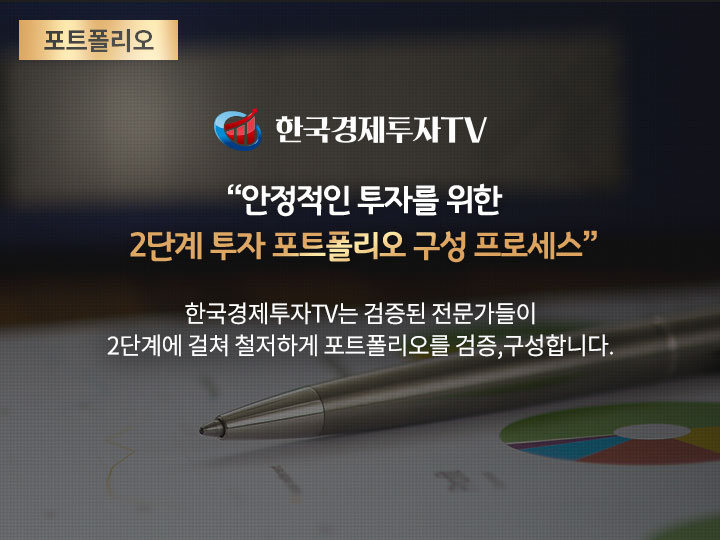 포트폴리오
한국경제투자TV
“안정적인 투자를 위한
2단계 투자 포트폴리오 구성 프로세스”
한국경제투자TV는 검증된 전문가들이
2단계에 걸쳐 철저하게 포트폴리오를 검증,구성합니다.